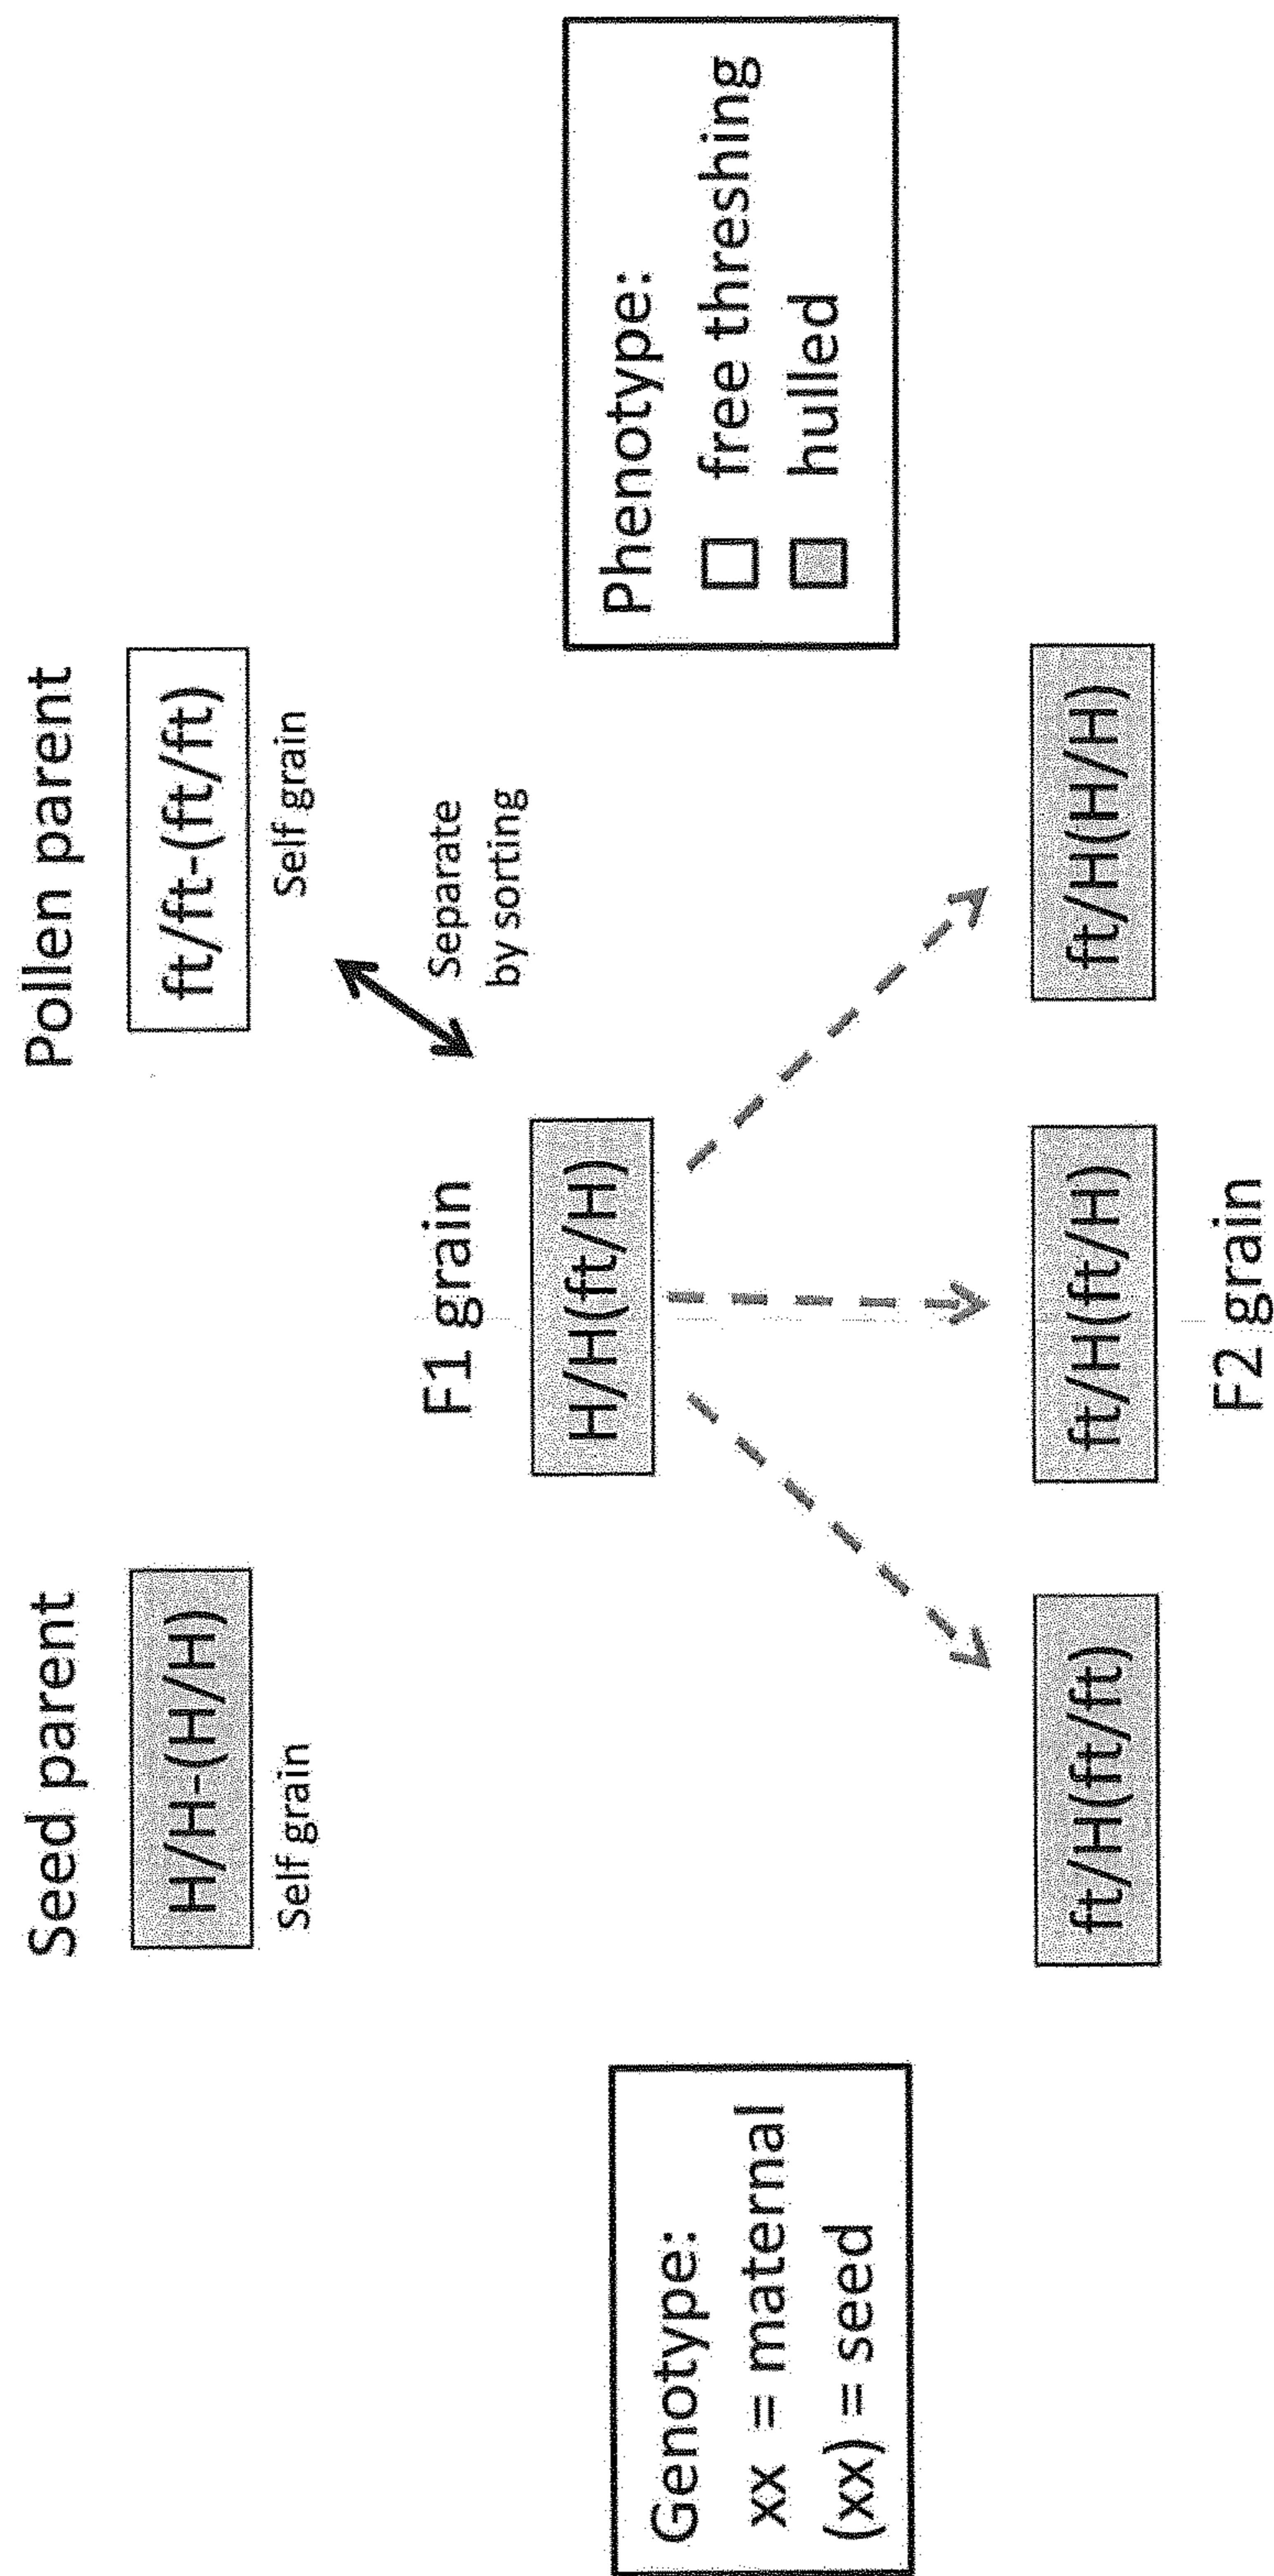 Seed parent
Pollen parent
H/H-(H/H)
ft/ft-(ft/ft)
Self grain
Self grain
F1 grain
Separate
by sorting
H/H(ft/H)
Genotype:
xx = maternal
(xx) = seed
Phenotype:
free threshing
hulled
ft/H(ft/ft)
ft/H(ft/H)
ft/H(H/H)
F2 grain